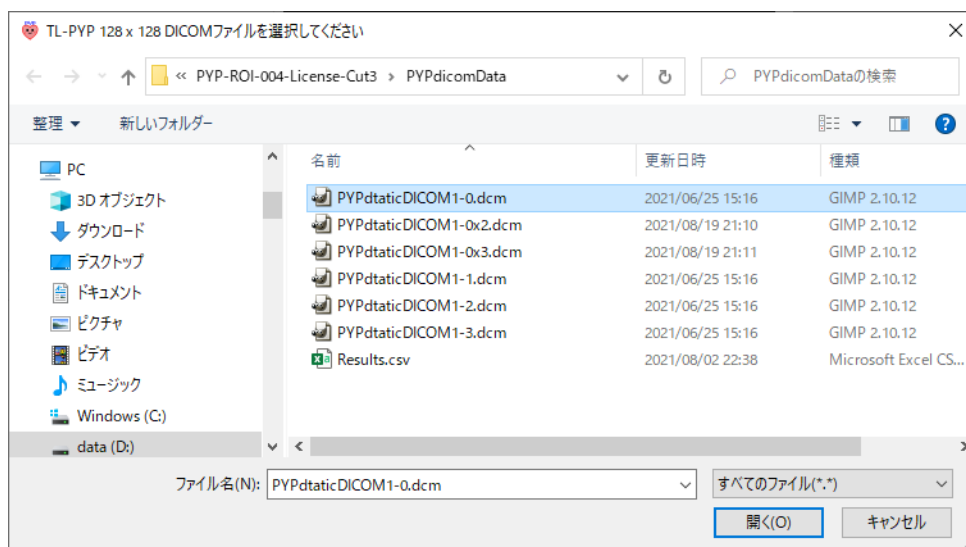 TL-PYP 128 x 128 DICOMファイルを選択してください
« PYP-ROI-004-License-Cut3 › PYPdicomData
PYPdicomDataの検索
整理 新しいフォルダー
PC
3D オブジェクト
ダウンロード
デスクトップ
ドキュメント
ピクチャ
ビデオ
ミュージック
Windows (C:)
data (D:)
名前 更新日時 種類
PYPdtaticDICOM1-0.dcm 2021/06/25 15:16 GIMP 2.10.12
PYPdtaticDICOM1-0x2.dcm 2021/08/19 21:10 GIMP 2.10.12
PYPdtaticDICOM1-0x3.dcm 2021/08/19 21:11 GIMP 2.10.12
PYPdtaticDICOM1-1.dcm 2021/06/25 15:16 GIMP 2.10.12
PYPdtaticDICOM1-2.dcm 2021/06/25 15:16 GIMP 2.10.12
PYPdtaticDICOM1-3.dcm 2021/06/25 15:16 GIMP 2.10.12
Results.csv 2021/08/02 22:38 Microsoft Excel CS...
ファイル名(N): PYPdtaticDICOM1-0.dcm すべてのファイル(*.*)
開く(O) キャンセル